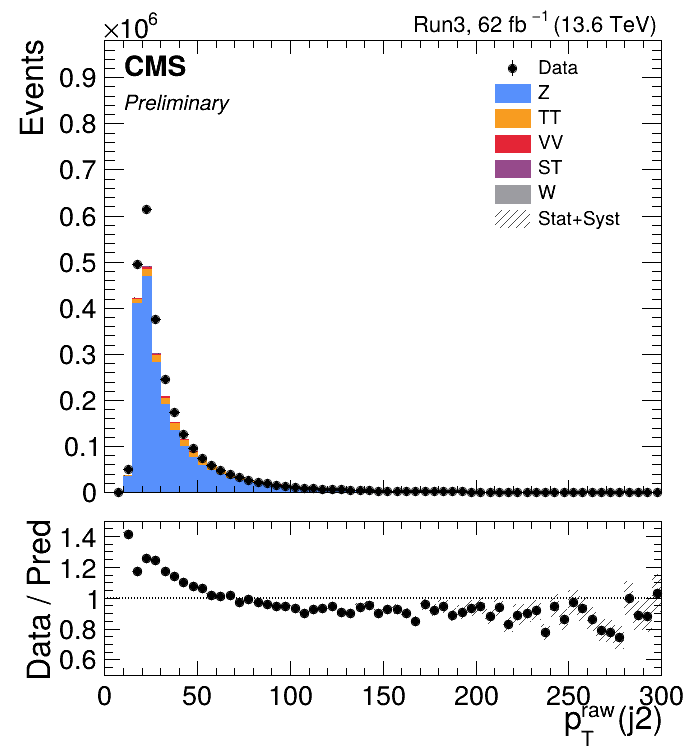 ×10⁶
Run3, 62 fb⁻¹ (13.6 TeV)
CMS
Preliminary
Data
Z
TT
VV
ST
W
Stat+Syst
Events
0.9
0.8
0.7
0.6
0.5
0.4
0.3
0.2
0.1
0
Data / Pred
1.4
1.2
1
0.8
0.6
0 50 100 150 200 250 300
p_T^raw(j2)